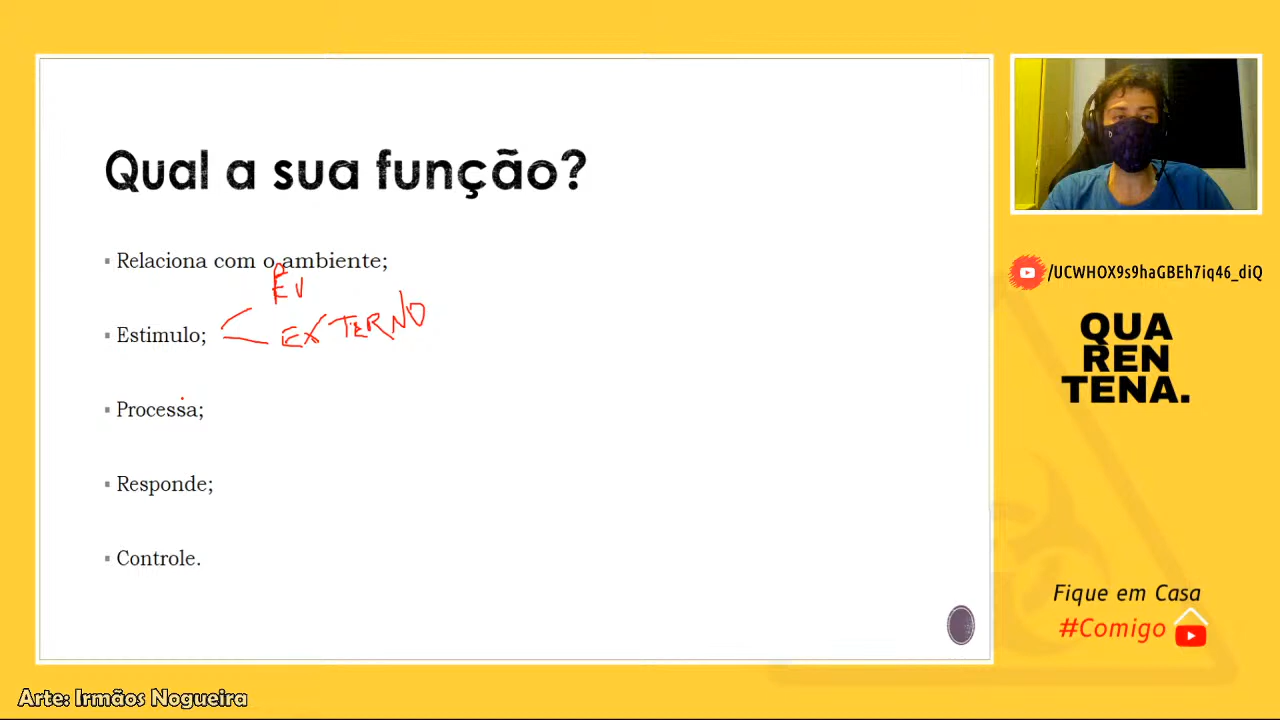 Qual a sua função?
Relaciona com o o ambiente;
Estimulo;
EXTERNO
Processa;
Responde;
Controle.
/UCWHOX9s9haGBEh7iq46_diQ
QUA
REN
TENA.
Fique em Casa
#Comigo
Arte: Irmãos Nogueira